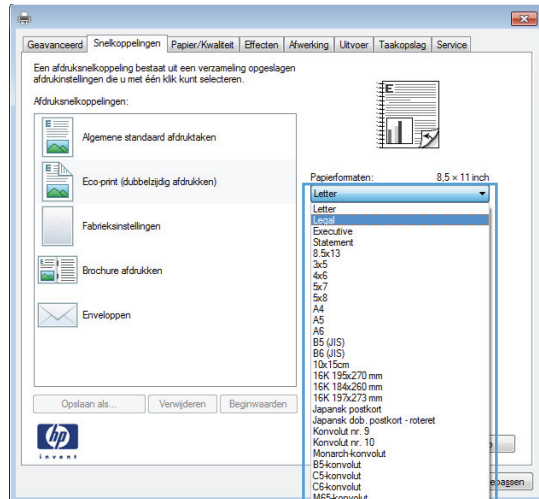 Geavanceerd Snelkoppelingen Papier/Kwaliteit Effecten Afwerking Uitvoer Taakopslag Service
Een afdruksnelkoppeling bestaat uit een verzameling opgeslagen
afdrukinstellingen die u met één klik kunt selecteren.
Afdruksnelkoppelingen:
Algemene standaard afdruktaken
Eco-print (dubbelzijdig afdrukken)
Fabrieksinstellingen
Brochure afdrukken
Enveloppen
Opslaan als... Verwijderen Beginwaarden
hp
invent
E
Papierformaten: 8,5 × 11 inch
Letter
Letter
Legal
Executive
Statement
8.5x13
3x5
4x6
5x7
5x8
A4
A5
A6
B5 (JIS)
B6 (JIS)
10x15cm
16K 195x270 mm
16K 184x260 mm
16K 197x273 mm
Japansk postkort
Japansk dob. postkort - roteret
Konvolut nr. 9
Konvolut nr. 10
Monarch-konvolut
B5-konvolut
C5-konvolut
C6-konvolut
M65-konvolut